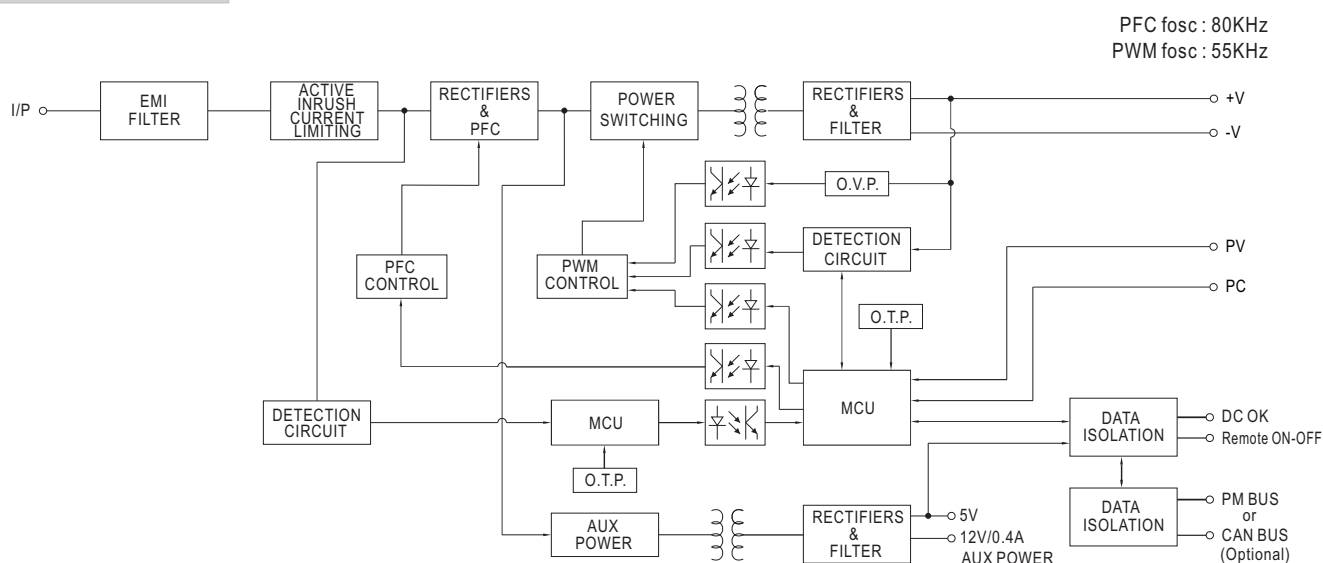 PFC fosc : 80KHz
PWM fosc : 55KHz
I/P
EMI
FILTER
ACTIVE
INRUSH
CURRENT
LIMITING
RECTIFIERS
&
PFC
POWER
SWITCHING
RECTIFIERS
&
FILTER
+V
-V
O.V.P.
DETECTION
CIRCUIT
PFC
CONTROL
PWM
CONTROL
PV
PC
O.T.P.
MCU
DETECTION
CIRCUIT
MCU
O.T.P.
DATA
ISOLATION
DC OK
Remote ON-OFF
AUX
POWER
RECTIFIERS
&
FILTER
5V
12V/0.4A
AUX POWER
DATA
ISOLATION
PM BUS
or
CAN BUS
(Optional)